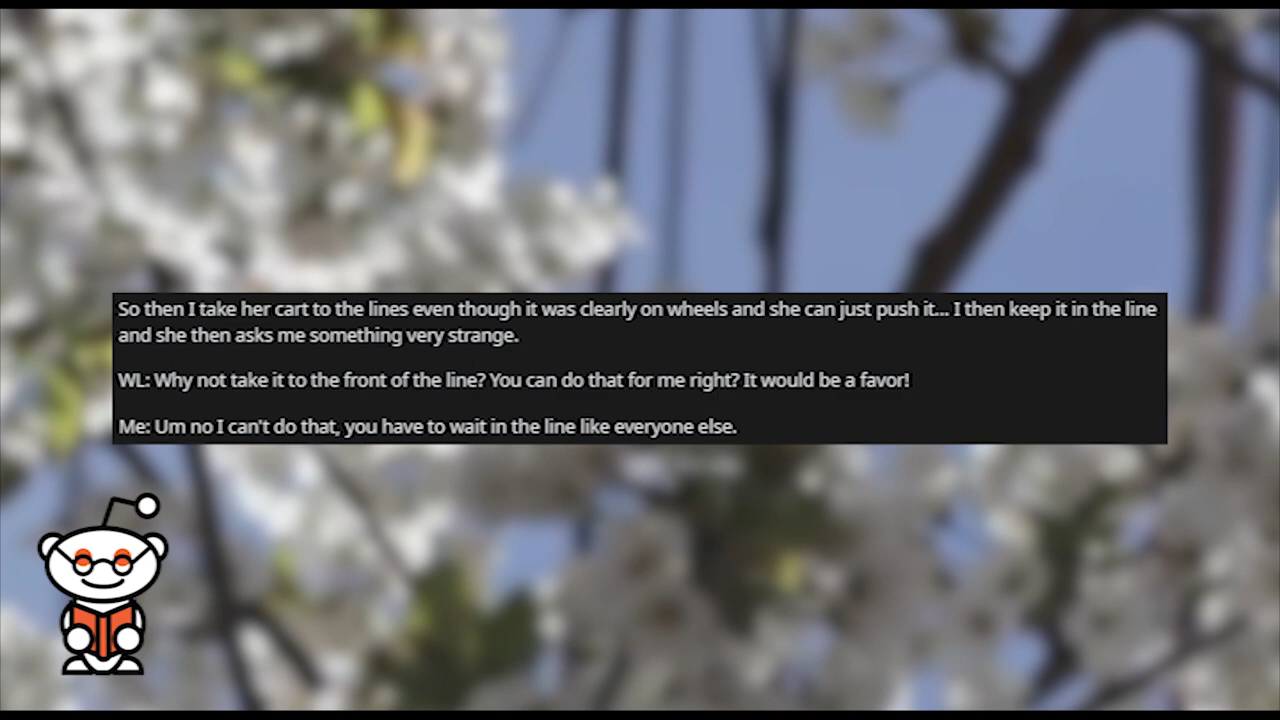 So then I take her cart to the lines even though it was clearly on wheels and she can just push it... I then keep it in the line
and she then asks me something very strange.
WL: Why not take it to the front of the line? You can do that for me right? It would be a favor!
Me: Um no I can't do that, you have to wait in the line like everyone else.